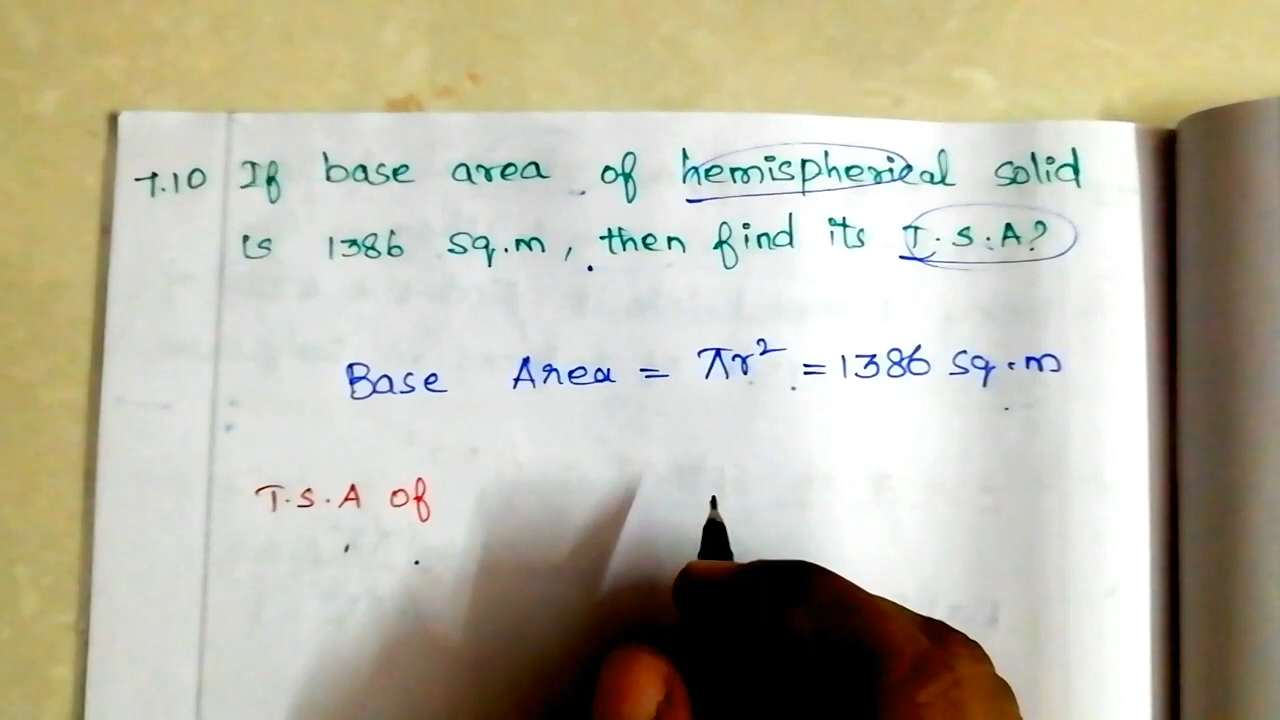 7.10 If base area of hemispherical solid
is 1386 sq.m, then find its T.S.A?
Base Area = πr² = 1386 sq.m
T.S.A of